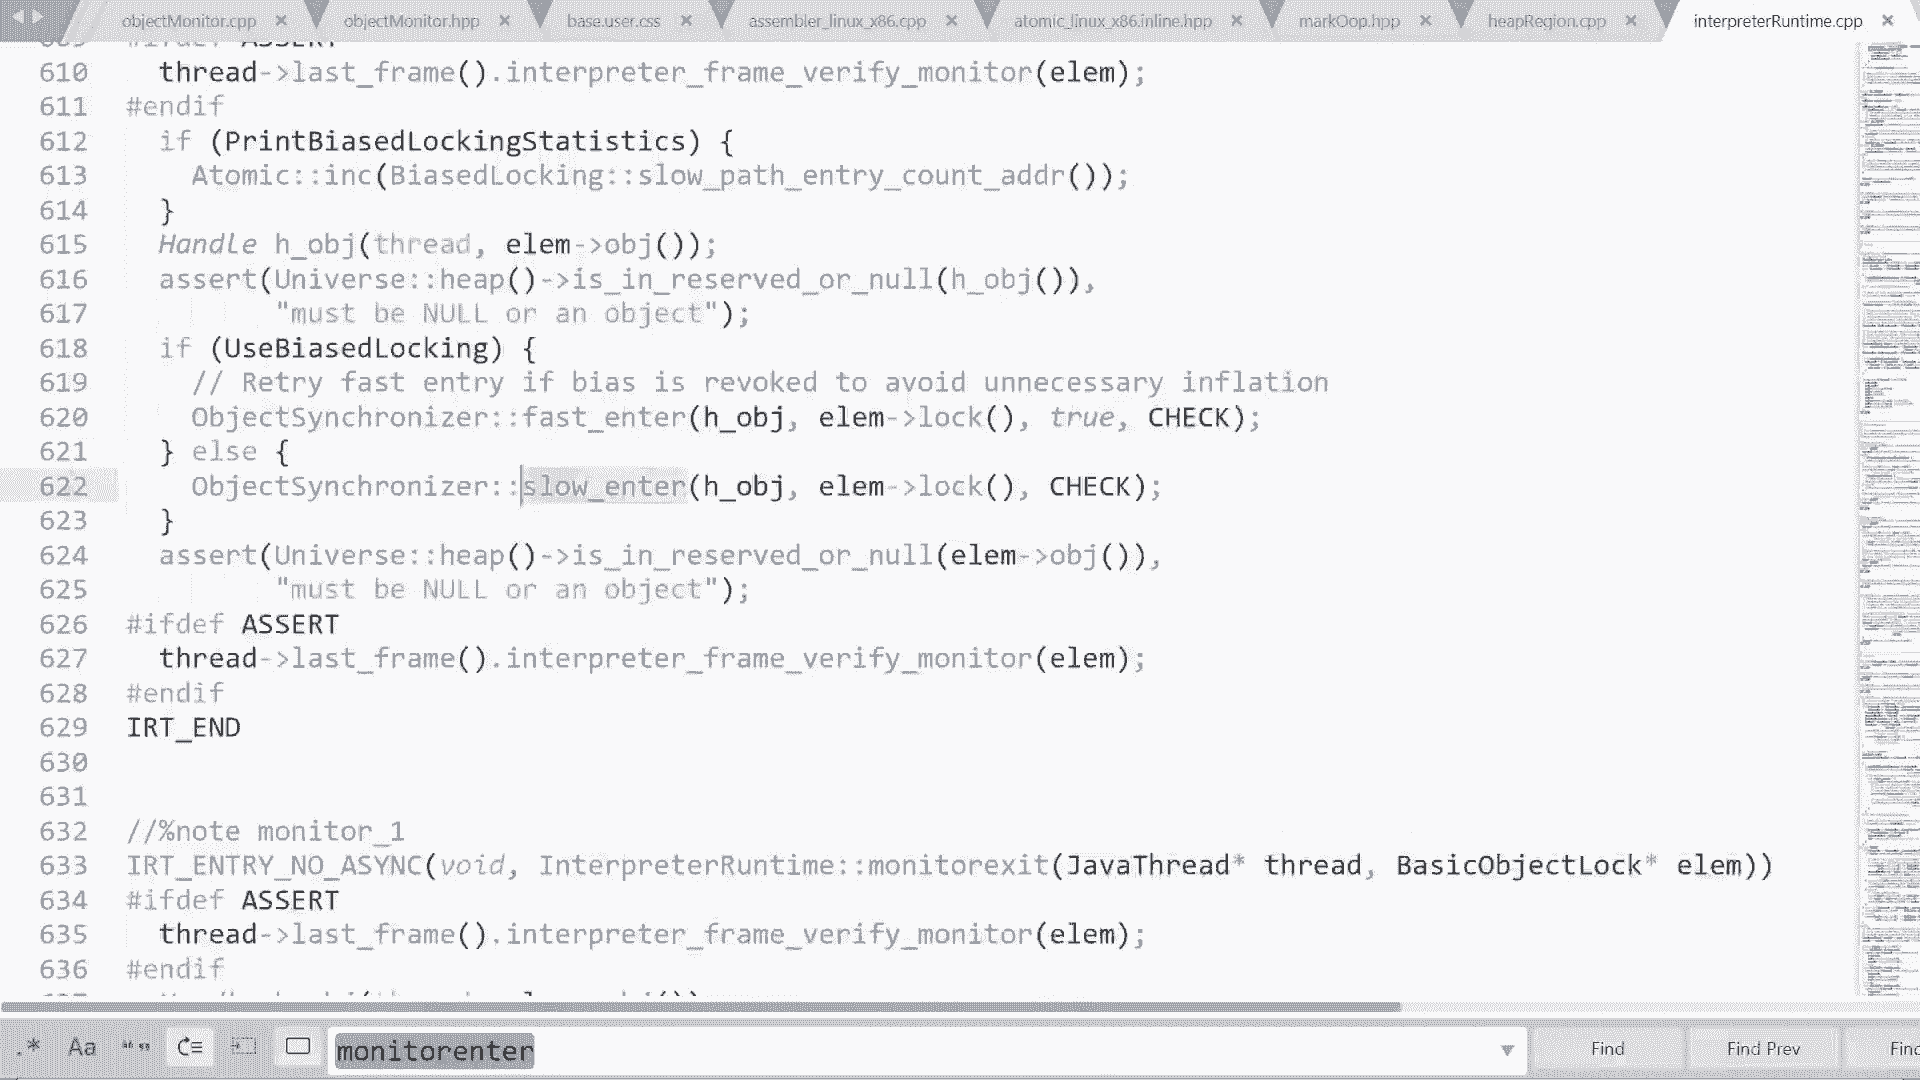 objectMonitor.cpp × objectMonitor.hpp × base.user.css × assembler_linux_x86.cpp × atomic_linux_x86.inline.hpp × markOop.hpp × heapRegion.cpp × interpreterRuntime.cpp ×
609 #ifdef ASSERT
610   thread->last_frame().interpreter_frame_verify_monitor(elem);
611 #endif
612   if (PrintBiasedLockingStatistics) {
613     Atomic::inc(BiasedLocking::slow_path_entry_count_addr());
614   }
615   Handle h_obj(thread, elem->obj());
616   assert(Universe::heap()->is_in_reserved_or_null(h_obj()),
617          "must be NULL or an object");
618   if (UseBiasedLocking) {
619     // Retry fast entry if bias is revoked to avoid unnecessary inflation
620     ObjectSynchronizer::fast_enter(h_obj, elem->lock(), true, CHECK);
621   } else {
622     ObjectSynchronizer::slow_enter(h_obj, elem->lock(), CHECK);
623   }
624   assert(Universe::heap()->is_in_reserved_or_null(elem->obj()),
625          "must be NULL or an object");
626 #ifdef ASSERT
627   thread->last_frame().interpreter_frame_verify_monitor(elem);
628 #endif
629 IRT_END
630
631
632 //%note monitor_1
633 IRT_ENTRY_NO_ASYNC(void, InterpreterRuntime::monitorexit(JavaThread* thread, BasicObjectLock* elem))
634 #ifdef ASSERT
635   thread->last_frame().interpreter_frame_verify_monitor(elem);
636 #endif
.* Aa “” monitorenter Find Find Prev Find